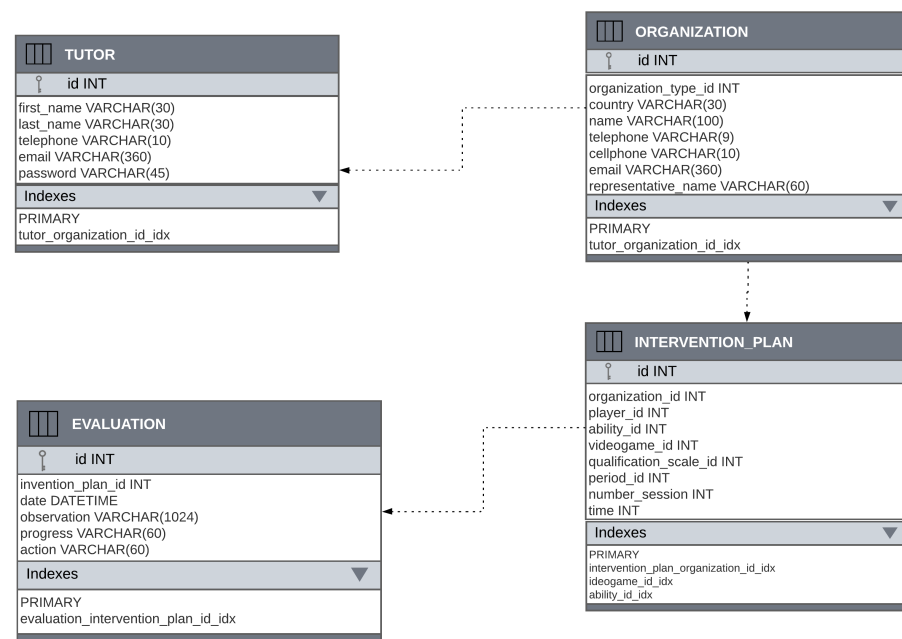 TUTOR
id INT
first_name VARCHAR(30)
last_name VARCHAR(30)
telephone VARCHAR(10)
email VARCHAR(360)
password VARCHAR(45)
Indexes
PRIMARY
tutor_organization_id_idx
ORGANIZATION
id INT
organization_type_id INT
country VARCHAR(30)
name VARCHAR(100)
telephone VARCHAR(9)
cellphone VARCHAR(10)
email VARCHAR(360)
representative_name VARCHAR(60)
Indexes
PRIMARY
tutor_organization_id_idx
EVALUATION
id INT
invention_plan_id INT
date DATETIME
observation VARCHAR(1024)
progress VARCHAR(60)
action VARCHAR(60)
Indexes
PRIMARY
evaluation_intervention_plan_id_idx
INTERVENTION_PLAN
id INT
organization_id INT
player_id INT
ability_id INT
videogame_id INT
qualification_scale_id INT
period_id INT
number_session INT
time INT
Indexes
PRIMARY
intervention_plan_organization_id_idx
ideogame_id_idx
ability_id_idx